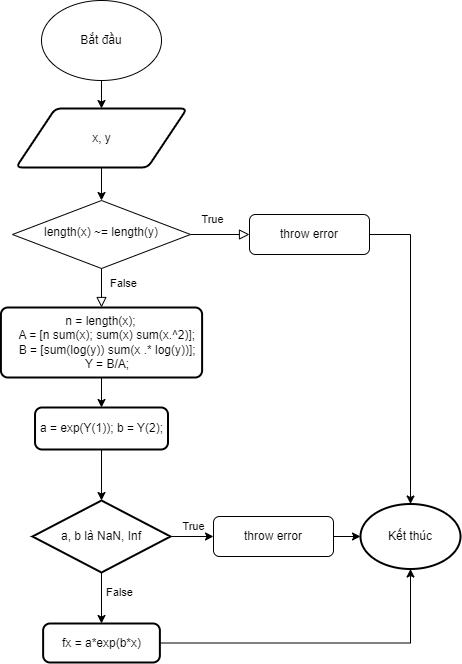 Bắt đầu
x, y
length(x) ~= length(y)
True
throw error
False
n = length(x);
A = [n sum(x); sum(x) sum(x.^2)];
B = [sum(log(y)) sum(x .* log(y))];
Y = B/A;
a = exp(Y(1)); b = Y(2);
a, b là NaN, Inf
True
throw error
Kết thúc
False
fx = a*exp(b*x)